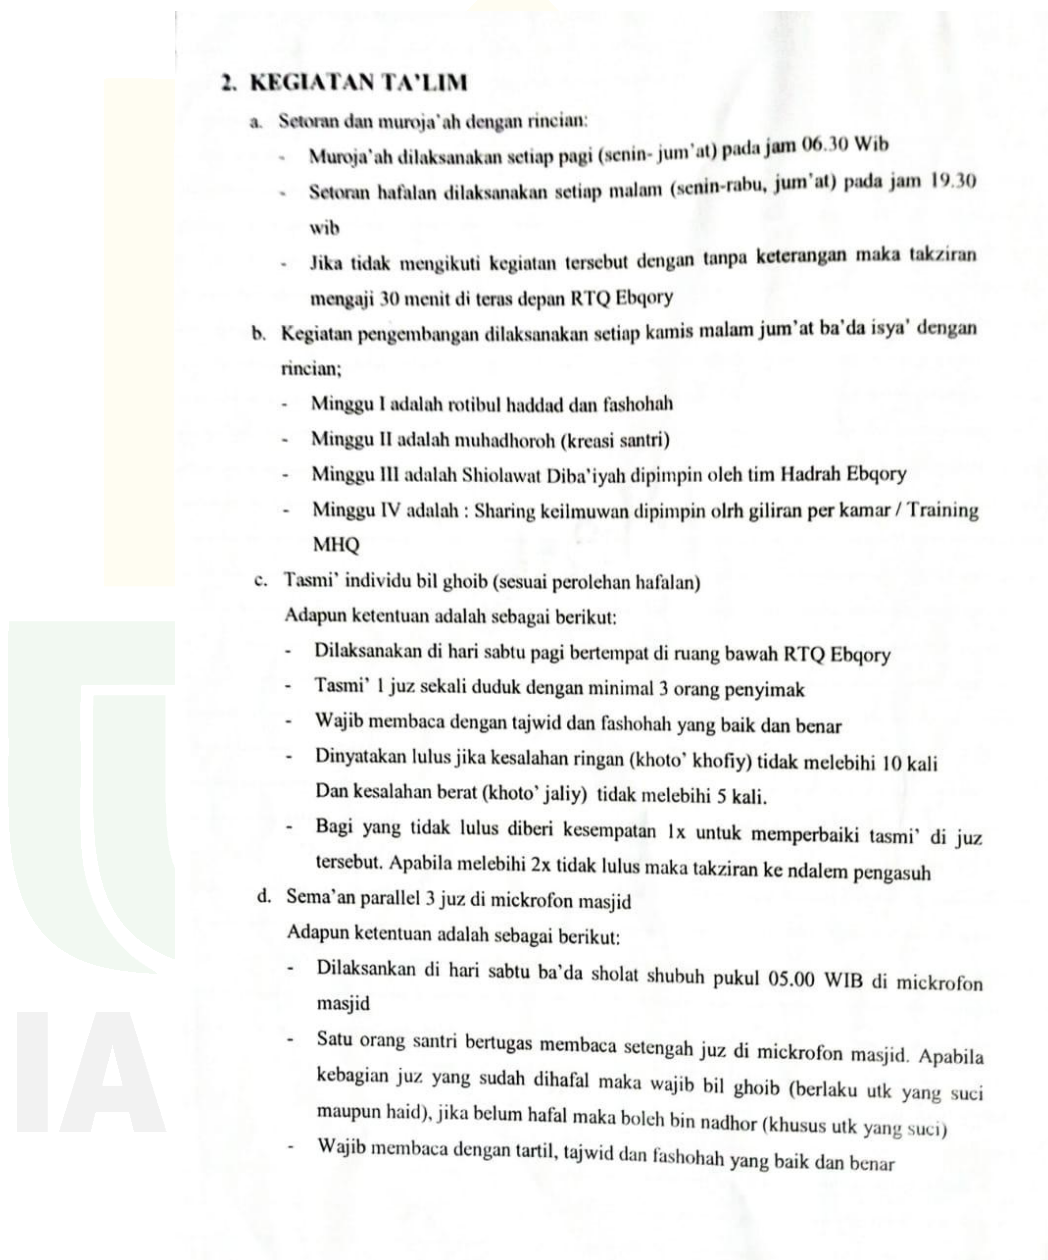 2. KEGIATAN TA'LIM
a. Setoran dan muroja'ah dengan rincian:
- Muroja'ah dilaksanakan setiap pagi (senin- jum'at) pada jam 06.30 Wib
- Setoran hafalan dilaksanakan setiap malam (senin-rabu, jum'at) pada jam 19.30
wib
- Jika tidak mengikuti kegiatan tersebut dengan tanpa keterangan maka takziran
mengaji 30 menit di teras depan RTQ Ebqory
b. Kegiatan pengembangan dilaksanakan setiap kamis malam jum'at ba'da isya' dengan
rincian;
- Minggu I adalah rotibul haddad dan fashohah
- Minggu II adalah muhadhoroh (kreasi santri)
- Minggu III adalah Shiolawat Diba'iyah dipimpin oleh tim Hadrah Ebqory
- Minggu IV adalah : Sharing keilmuwan dipimpin olrh giliran per kamar / Training
MHQ
c. Tasmi' individu bil ghoib (sesuai perolehan hafalan)
Adapun ketentuan adalah sebagai berikut:
- Dilaksanakan di hari sabtu pagi bertempat di ruang bawah RTQ Ebqory
- Tasmi' 1 juz sekali duduk dengan minimal 3 orang penyimak
- Wajib membaca dengan tajwid dan fashohah yang baik dan benar
- Dinyatakan lulus jika kesalahan ringan (khoto' khofiy) tidak melebihi 10 kali
Dan kesalahan berat (khoto' jaliy) tidak melebihi 5 kali.
- Bagi yang tidak lulus diberi kesempatan 1x untuk memperbaiki tasmi' di juz
tersebut. Apabila melebihi 2x tidak lulus maka takziran ke ndalem pengasuh
d. Sema'an parallel 3 juz di mickrofon masjid
Adapun ketentuan adalah sebagai berikut:
- Dilaksankan di hari sabtu ba'da sholat shubuh pukul 05.00 WIB di mickrofon
masjid
- Satu orang santri bertugas membaca setengah juz di mickrofon masjid. Apabila
kebagian juz yang sudah dihafal maka wajib bil ghoib (berlaku utk yang suci
maupun haid), jika belum hafal maka boleh bin nadhor (khusus utk yang suci)
- Wajib membaca dengan tartil, tajwid dan fashohah yang baik dan benar
IA